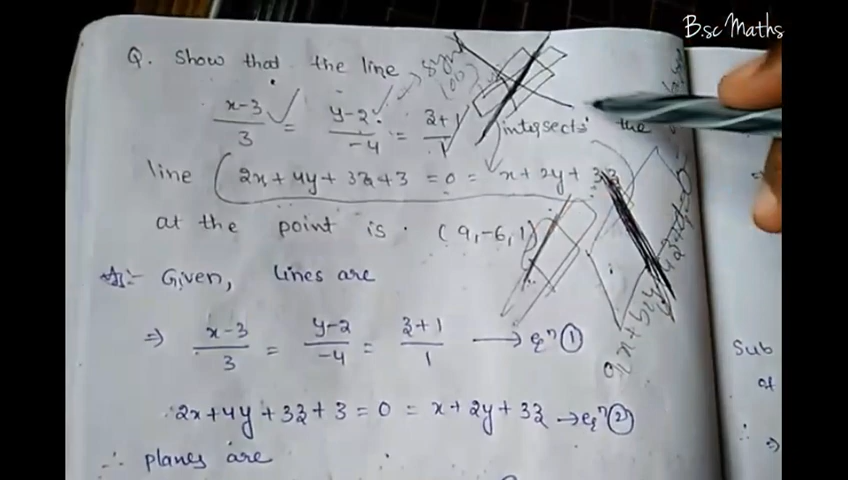 B.sc Maths
Q. Show that the line
x-3/3 = y-2/-4 = z+1/1 intersects the
line 2x+4y+3z+3 = 0 = x+2y+3z
at the point is (9,-6,1)
Given, lines are
⇒ x-3/3 = y-2/-4 = z+1/1 → eqⁿ ①
2x+4y+3z+3 = 0 = x+2y+3z → eqⁿ ②
∴ planes are
Sub
of
∴
⇒